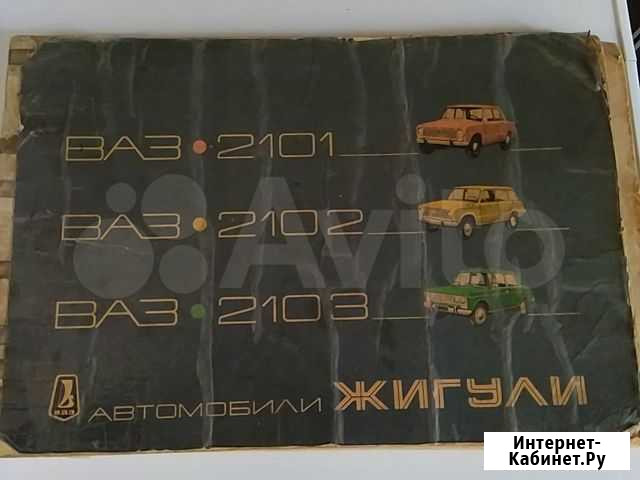 ВАЗ • 2101
ВАЗ • 2102
ВАЗ • 2103
АВТОМОБИЛИ ЖИГУЛИ
Avito
Интернет-
Кабинет.Ру